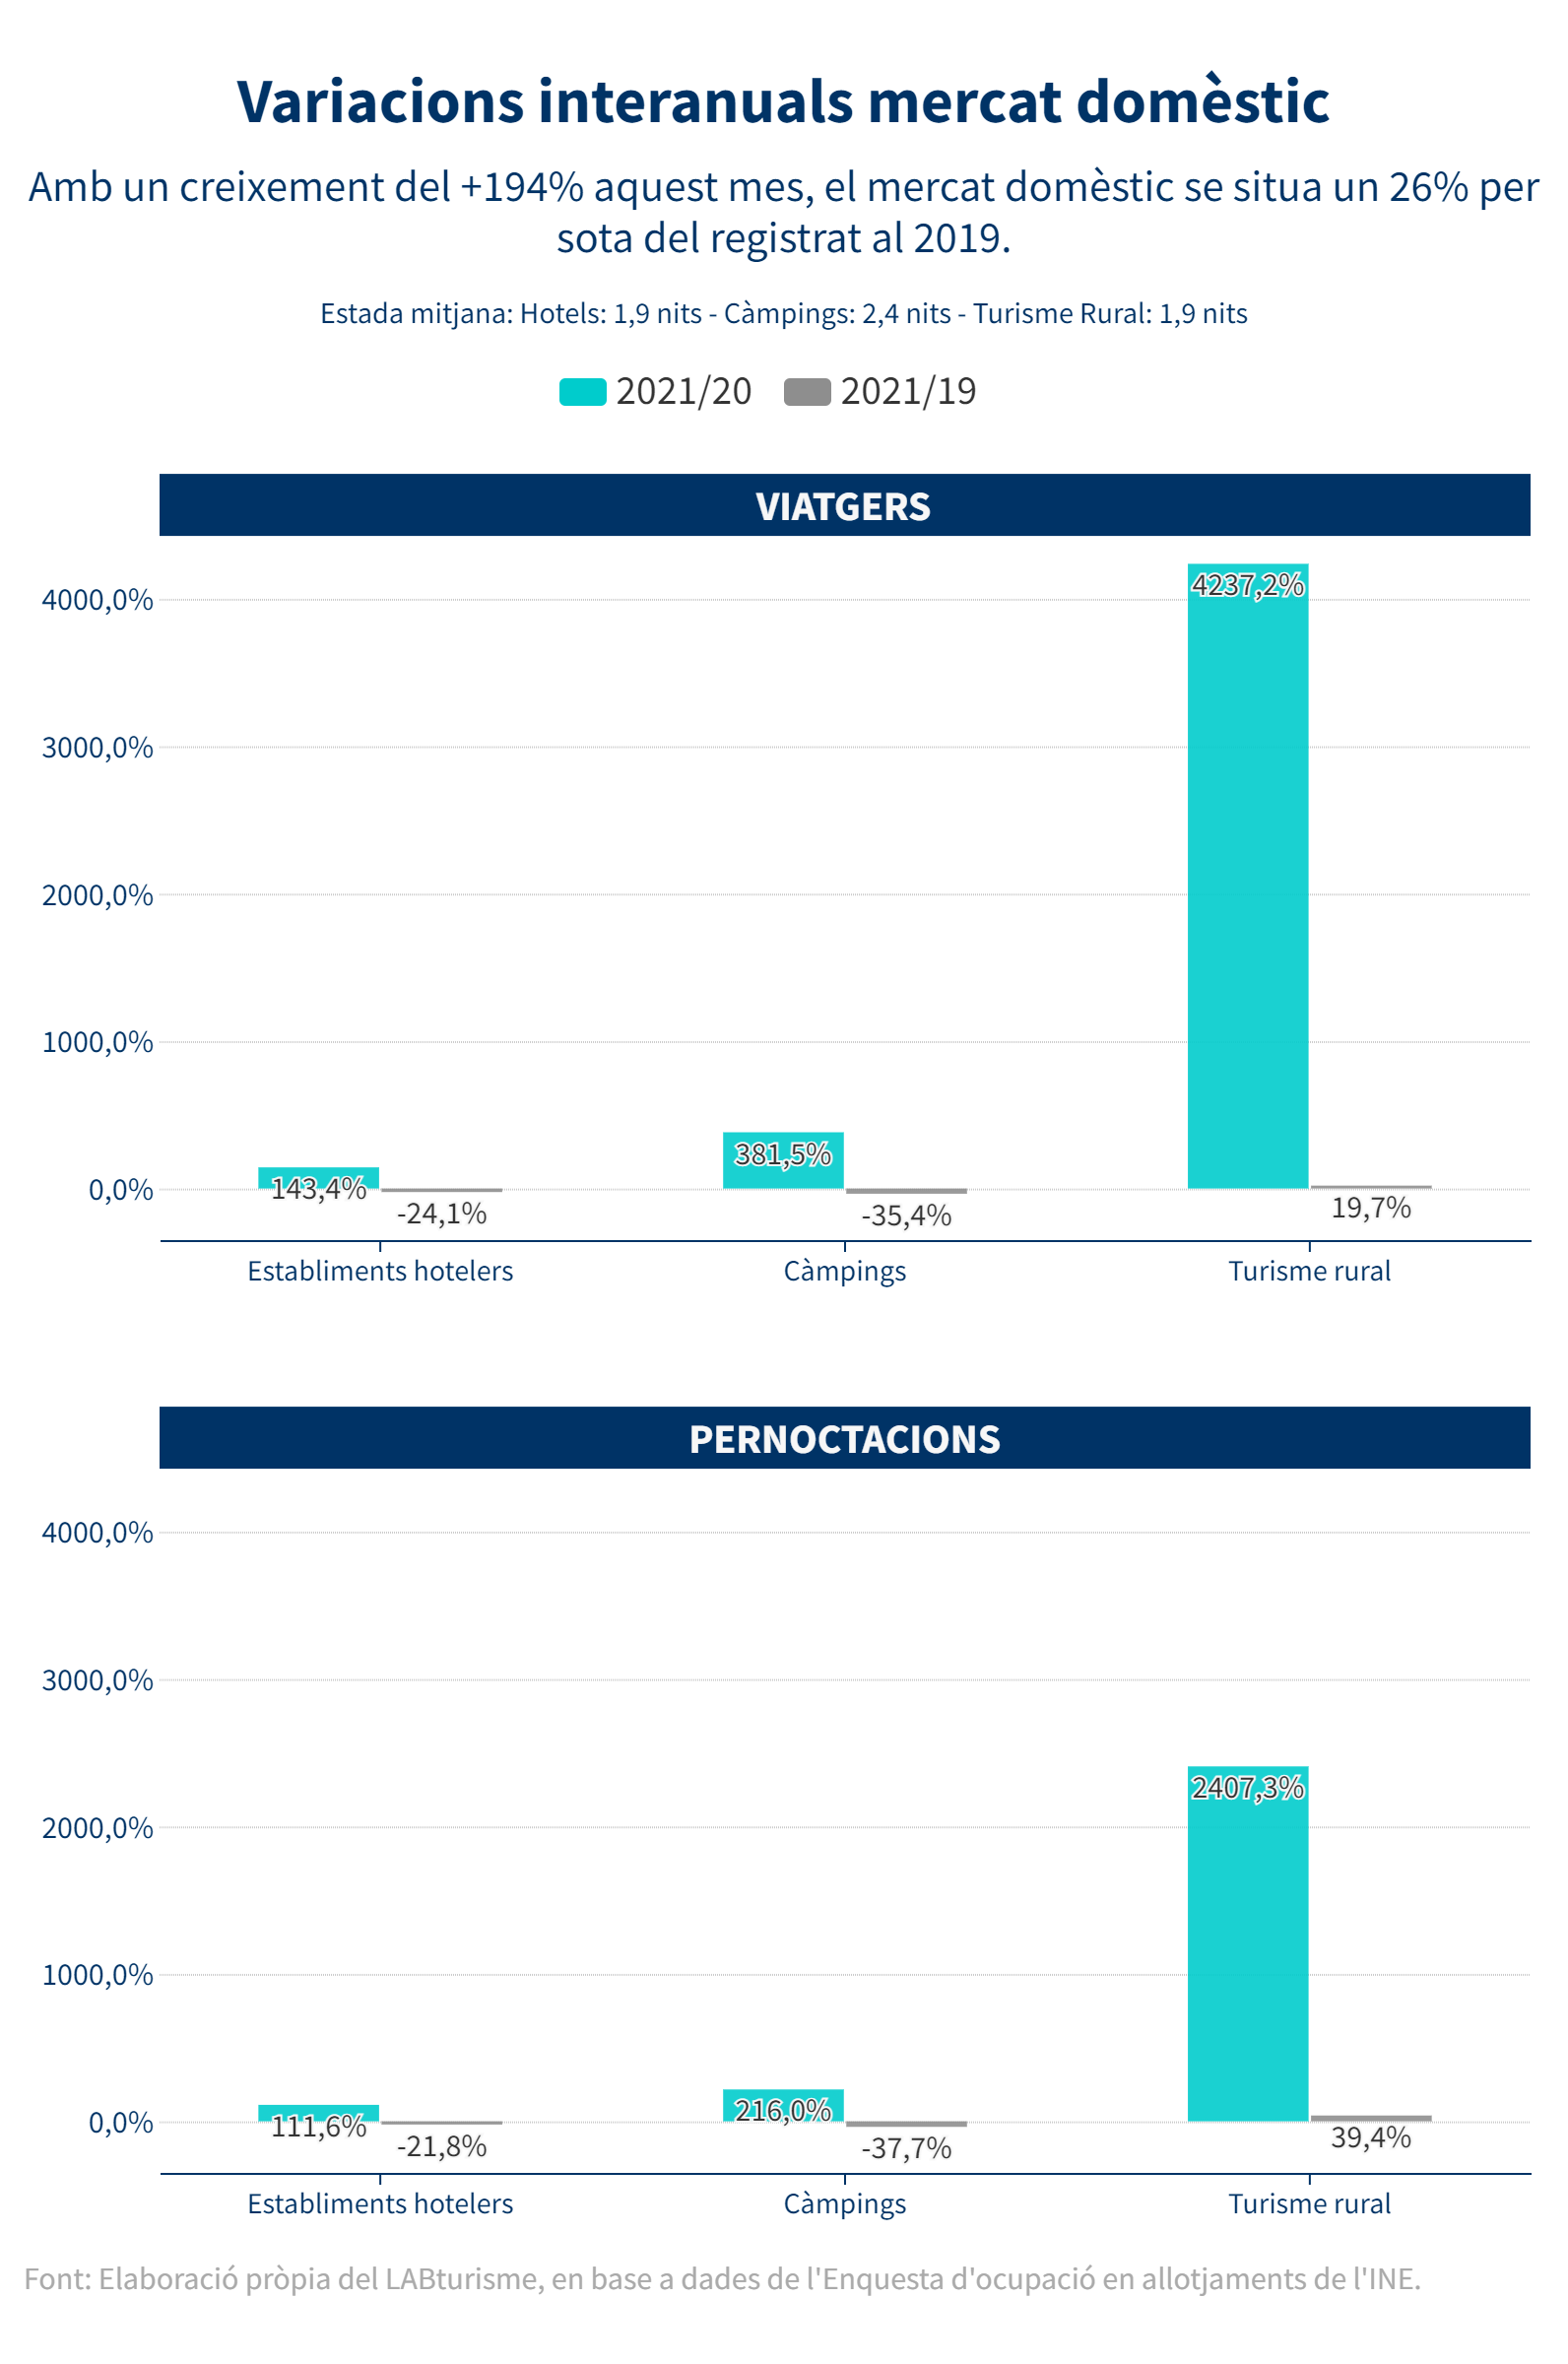 Variacions interanuals mercat domèstic
Amb un creixement del +194% aquest mes, el mercat domèstic se situa un 26% per
sota del registrat al 2019.
Estada mitjana: Hotels: 1,9 nits - Càmpings: 2,4 nits - Turisme Rural: 1,9 nits
2021/20 2021/19
VIATGERS
4000,0%
3000,0%
2000,0%
1000,0%
0,0%
143,4%
-24,1%
381,5%
-35,4%
4237,2%
19,7%
Establiments hotelers Càmpings Turisme rural
PERNOCTACIONS
4000,0%
3000,0%
2000,0%
1000,0%
0,0%
111,6%
-21,8%
216,0%
-37,7%
2407,3%
39,4%
Establiments hotelers Càmpings Turisme rural
Font: Elaboració pròpia del LABturisme, en base a dades de l'Enquesta d'ocupació en allotjaments de l'INE.